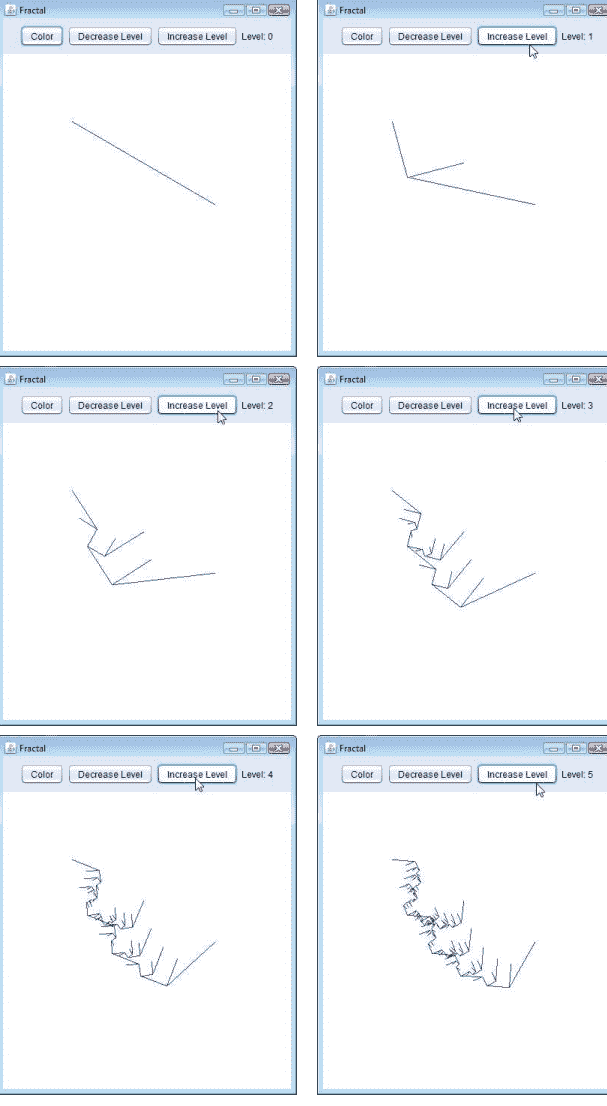 Fractal
Color Decrease Level Increase Level Level: 0
Fractal
Color Decrease Level Increase Level Level: 1
Fractal
Color Decrease Level Increase Level Level: 2
Fractal
Color Decrease Level Increase Level Level: 3
Fractal
Color Decrease Level Increase Level Level: 4
Fractal
Color Decrease Level Increase Level Level: 5